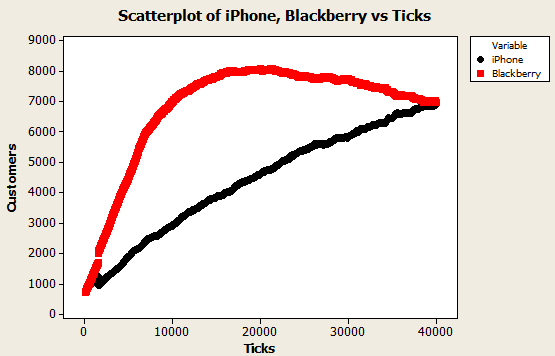 Scatterplot of iPhone, Blackberry vs Ticks
Variable
iPhone
Blackberry
9000
8000
7000
6000
5000
4000
3000
2000
1000
0
Customers
0 10000 20000 30000 40000
Ticks